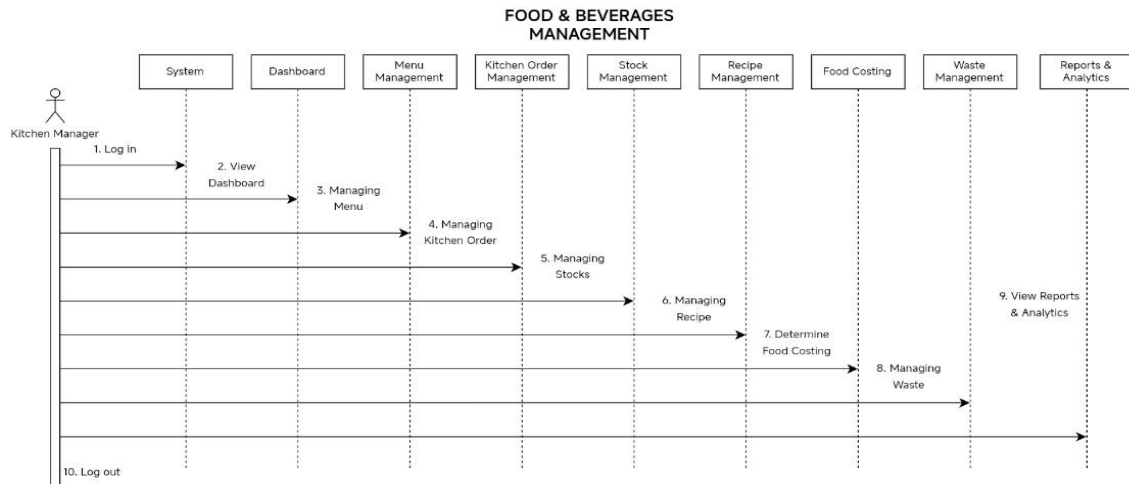 FOOD & BEVERAGES
MANAGEMENT
System
Dashboard
Menu
Management
Kitchen Order
Management
Stock
Management
Recipe
Management
Food Costing
Waste
Management
Reports &
Analytics
Kitchen Manager
1. Log in
2. View
Dashboard
3. Managing
Menu
4. Managing
Kitchen Order
5. Managing
Stocks
6. Managing
Recipe
7. Determine
Food Costing
8. Managing
Waste
9. View Reports
& Analytics
10. Log out